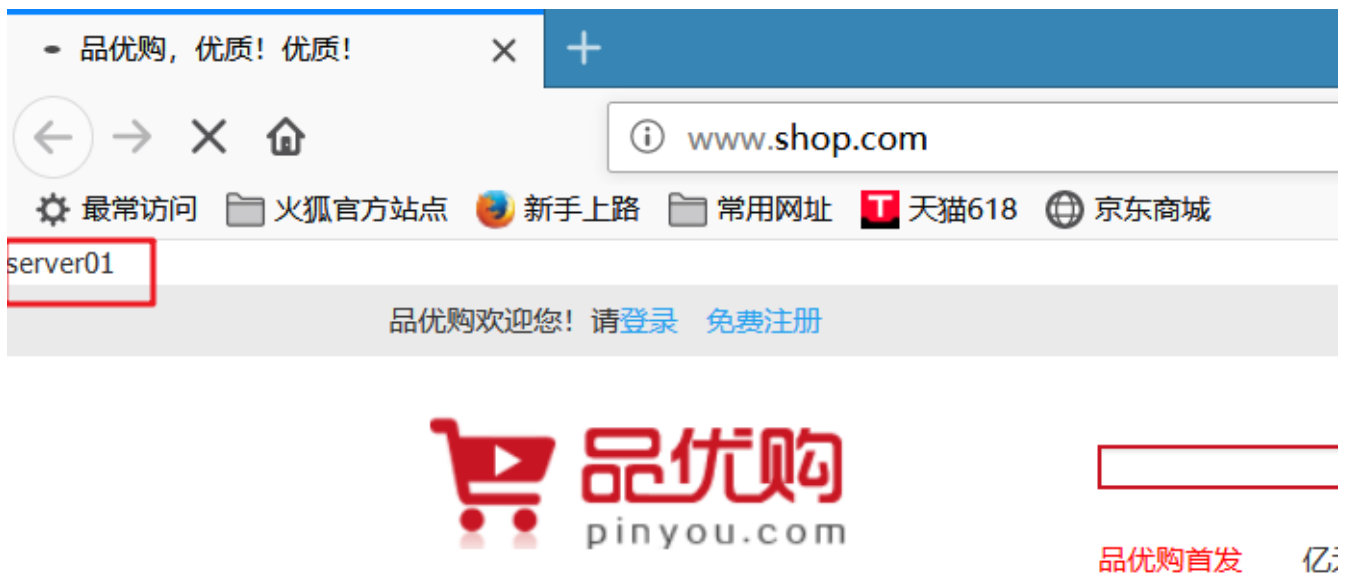 品优购，优质！优质！
www.shop.com
最常访问 火狐官方站点 新手上路 常用网址 天猫618 京东商城
server01
品优购欢迎您！请登录 免费注册
品优购
pinyou.com
品优购首发 亿